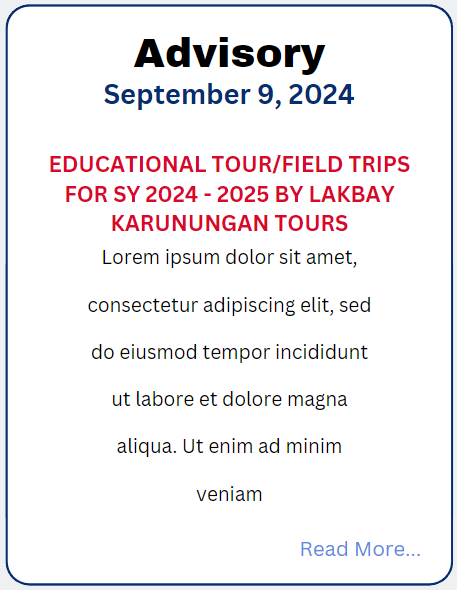 Advisory
September 9, 2024
EDUCATIONAL TOUR/FIELD TRIPS
FOR SY 2024 - 2025 BY LAKBAY
KARUNUNGAN TOURS
Lorem ipsum dolor sit amet,
consectetur adipiscing elit, sed
do eiusmod tempor incididunt
ut labore et dolore magna
aliqua. Ut enim ad minim
veniam
Read More...